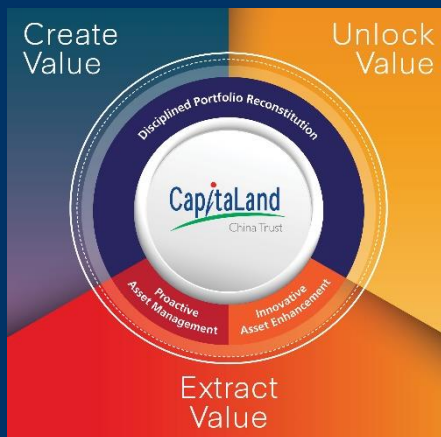 Create
Value
Unlock
Value
Disciplined Portfolio Reconstitution
CapitaLand
China Trust
Proactive
Asset Management
Innovative
Asset Enhancement
Extract
Value